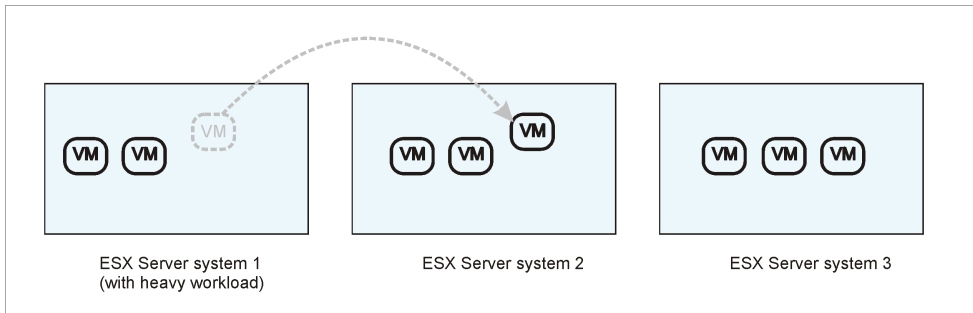 VM
VM VM VM VM VM VM VM VM
ESX Server system 1 ESX Server system 2 ESX Server system 3
(with heavy workload)